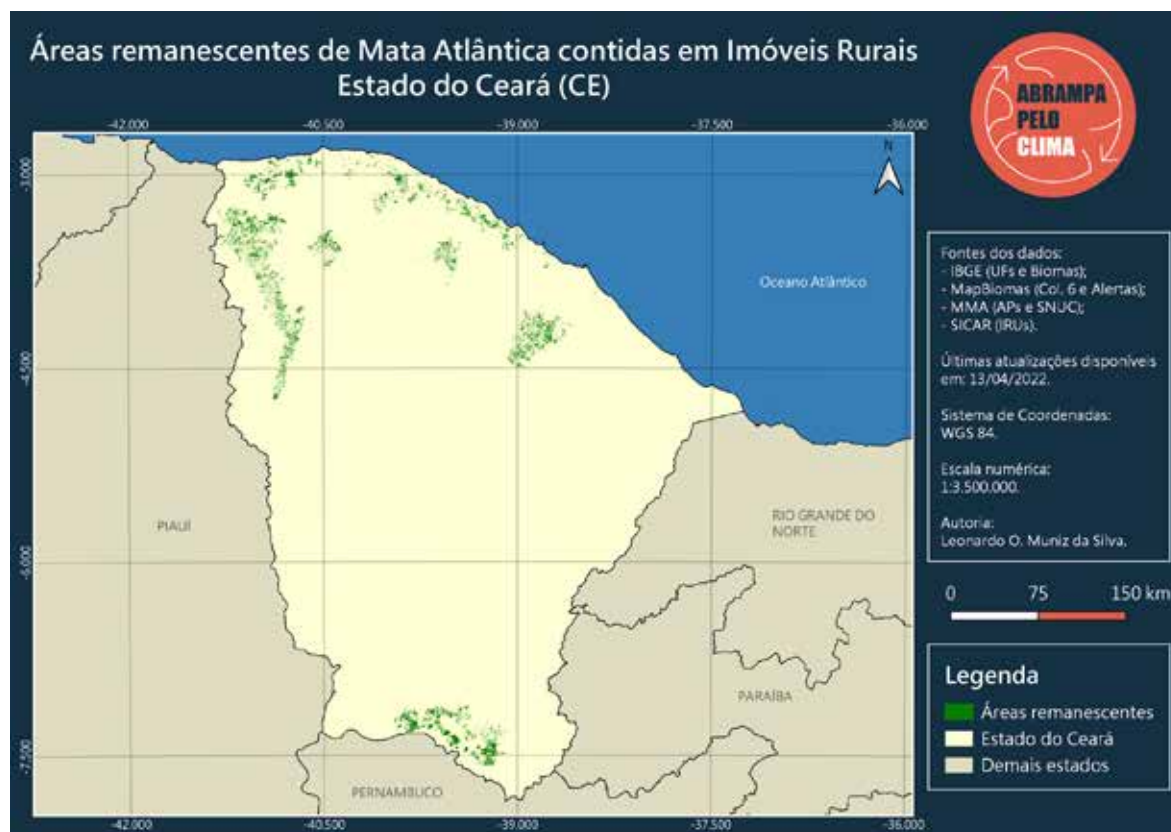 Áreas remanescentes de Mata Atlântica contidas em Imóveis Rurais
Estado do Ceará (CE)
ABRAMPA
PELO
CLIMA
-42.000 -40.500 -39.000 -37.500 -36.000
N
-3.000
-4.500
-6.000
-7.500
Oceano Atlântico
PIAUÍ
RIO GRANDE DO
NORTE
PARAÍBA
PERNAMBUCO
-42.000 -40.500 -39.000 -37.500 -36.000
Fontes dos dados:
- IBGE (UFs e Biomas);
- MapBiomas (Col. 6 e Alertas);
- MMA (APs e SNUC);
- SICAR (IRUs).
Últimas atualizações disponíveis
em: 13/04/2022.
Sistema de Coordenadas:
WGS 84.
Escala numérica:
1:3.500.000.
Autoria:
Leonardo O. Muniz da Silva.
0 75 150 km
Legenda
Áreas remanescentes
Estado do Ceará
Demais estados